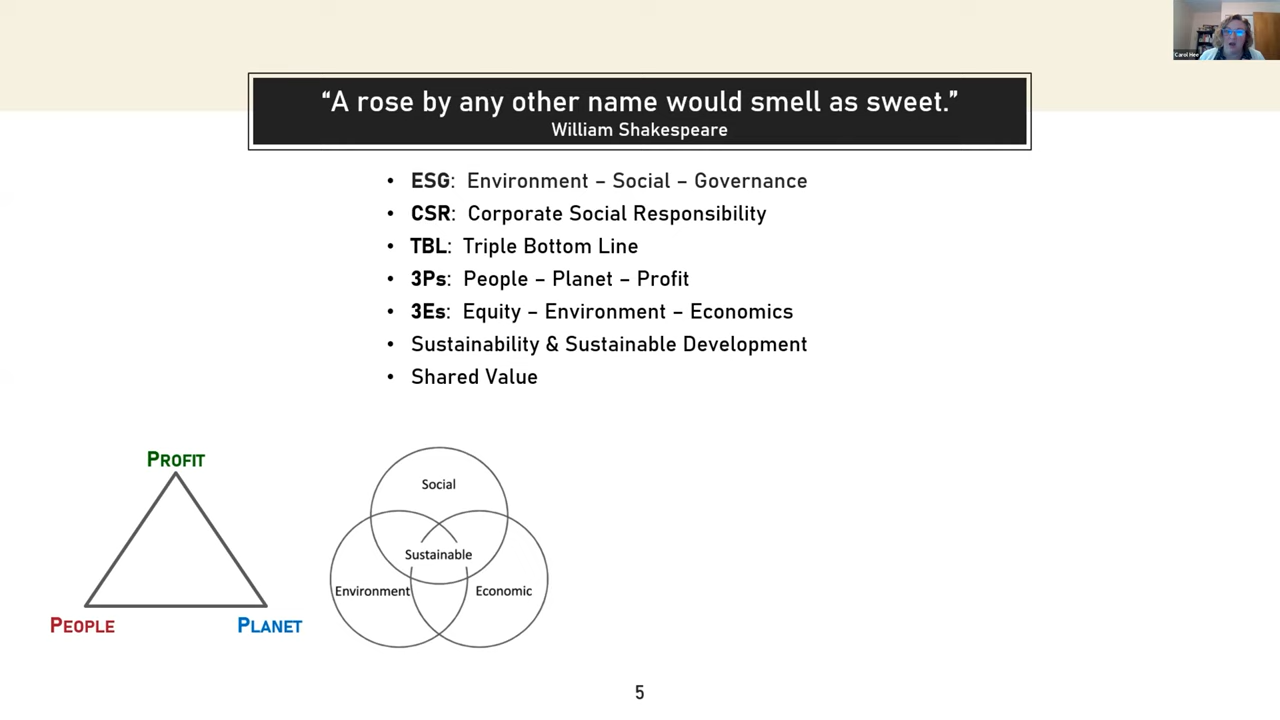 Carol Hee
“A rose by any other name would smell as sweet.”
William Shakespeare
• ESG: Environment – Social – Governance
• CSR: Corporate Social Responsibility
• TBL: Triple Bottom Line
• 3Ps: People – Planet – Profit
• 3Es: Equity – Environment – Economics
• Sustainability & Sustainable Development
• Shared Value
PROFIT
PEOPLE
PLANET
Social
Sustainable
Environment
Economic
5